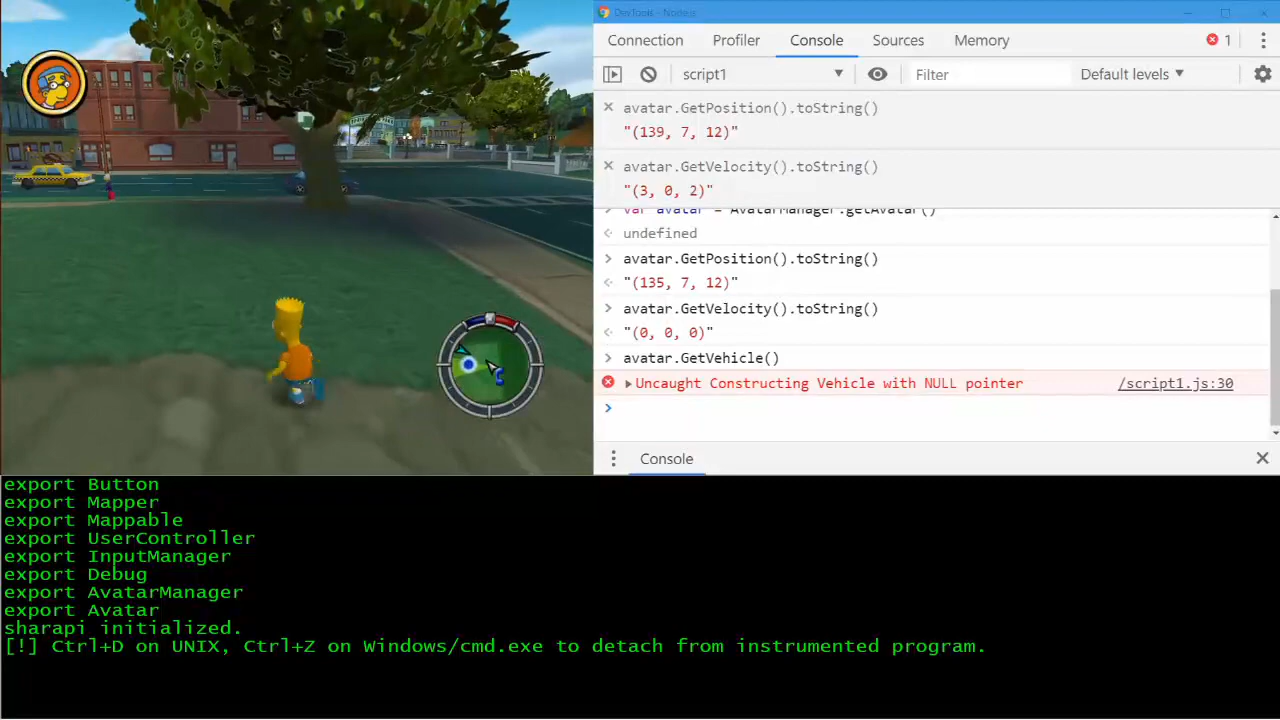 DevTools - Node.js
Connection Profiler Console Sources Memory 1
script1 Filter Default levels
avatar.GetPosition().toString()
"(139, 7, 12)"
avatar.GetVelocity().toString()
"(3, 0, 2)"
var avatar = AvatarManager.getAvatar()
undefined
avatar.GetPosition().toString()
"(135, 7, 12)"
avatar.GetVelocity().toString()
"(0, 0, 0)"
avatar.GetVehicle()
Uncaught Constructing Vehicle with NULL pointer /script1.js:30
Console
export Button
export Mapper
export Mappable
export UserController
export InputManager
export Debug
export AvatarManager
export Avatar
sharapi initialized.
[!] Ctrl+D on UNIX, Ctrl+Z on Windows/cmd.exe to detach from instrumented program.